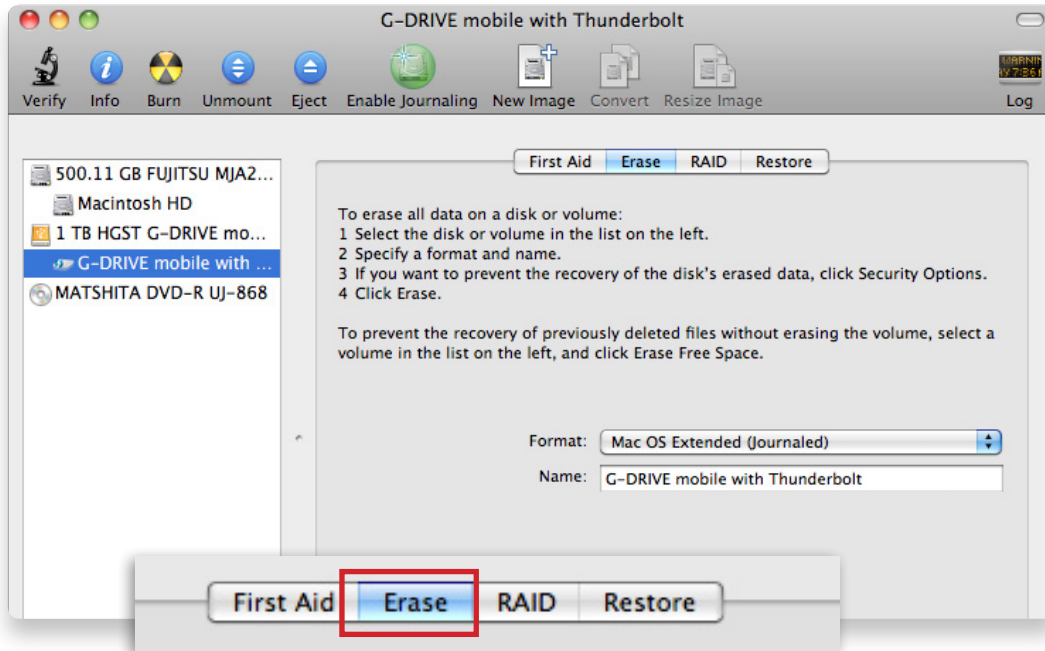 G-DRIVE mobile with Thunderbolt
Verify Info Burn Unmount Eject Enable Journaling New Image Convert Resize Image Log
500.11 GB FUJITSU MJA2...
Macintosh HD
1 TB HGST G-DRIVE mo...
G-DRIVE mobile with ...
MATSHITA DVD-R UJ-868
First Aid Erase RAID Restore
To erase all data on a disk or volume:
1 Select the disk or volume in the list on the left.
2 Specify a format and name.
3 If you want to prevent the recovery of the disk's erased data, click Security Options.
4 Click Erase.
To prevent the recovery of previously deleted files without erasing the volume, select a
volume in the list on the left, and click Erase Free Space.
Format: Mac OS Extended (Journaled)
Name: G-DRIVE mobile with Thunderbolt
First Aid Erase RAID Restore